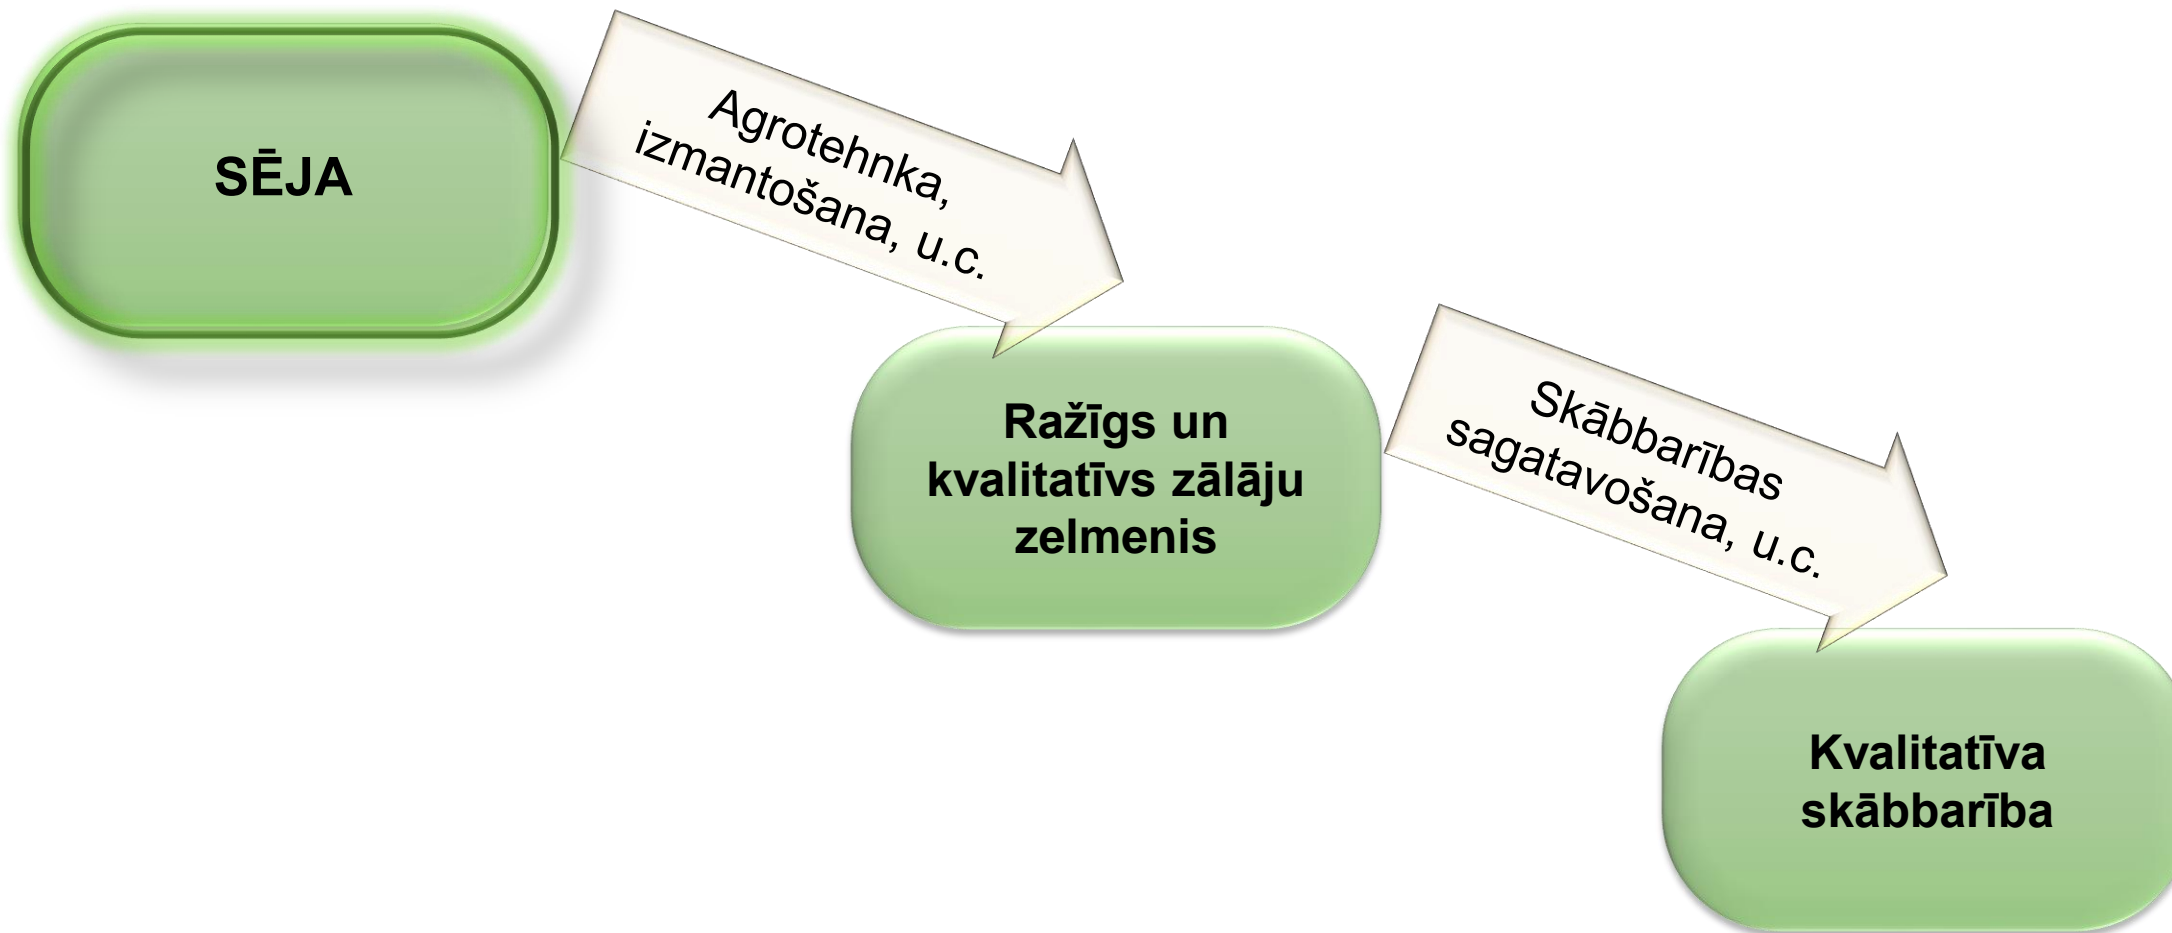 SĒJA
Agrotehnka,
izmantošana, u.c.
Ražīgs un
kvalitatīvs zālāju
zelmenis
Skābbarības
sagatavošana, u.c.
Kvalitatīva
skābbarība